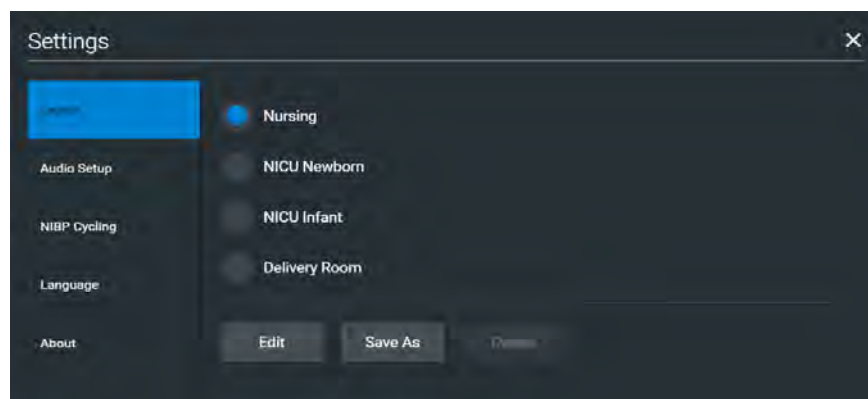 Settings
Nursing
Audio Setup
NICU Newborn
NIBP Cycling
NICU Infant
Language
Delivery Room
About
Edit
Save As